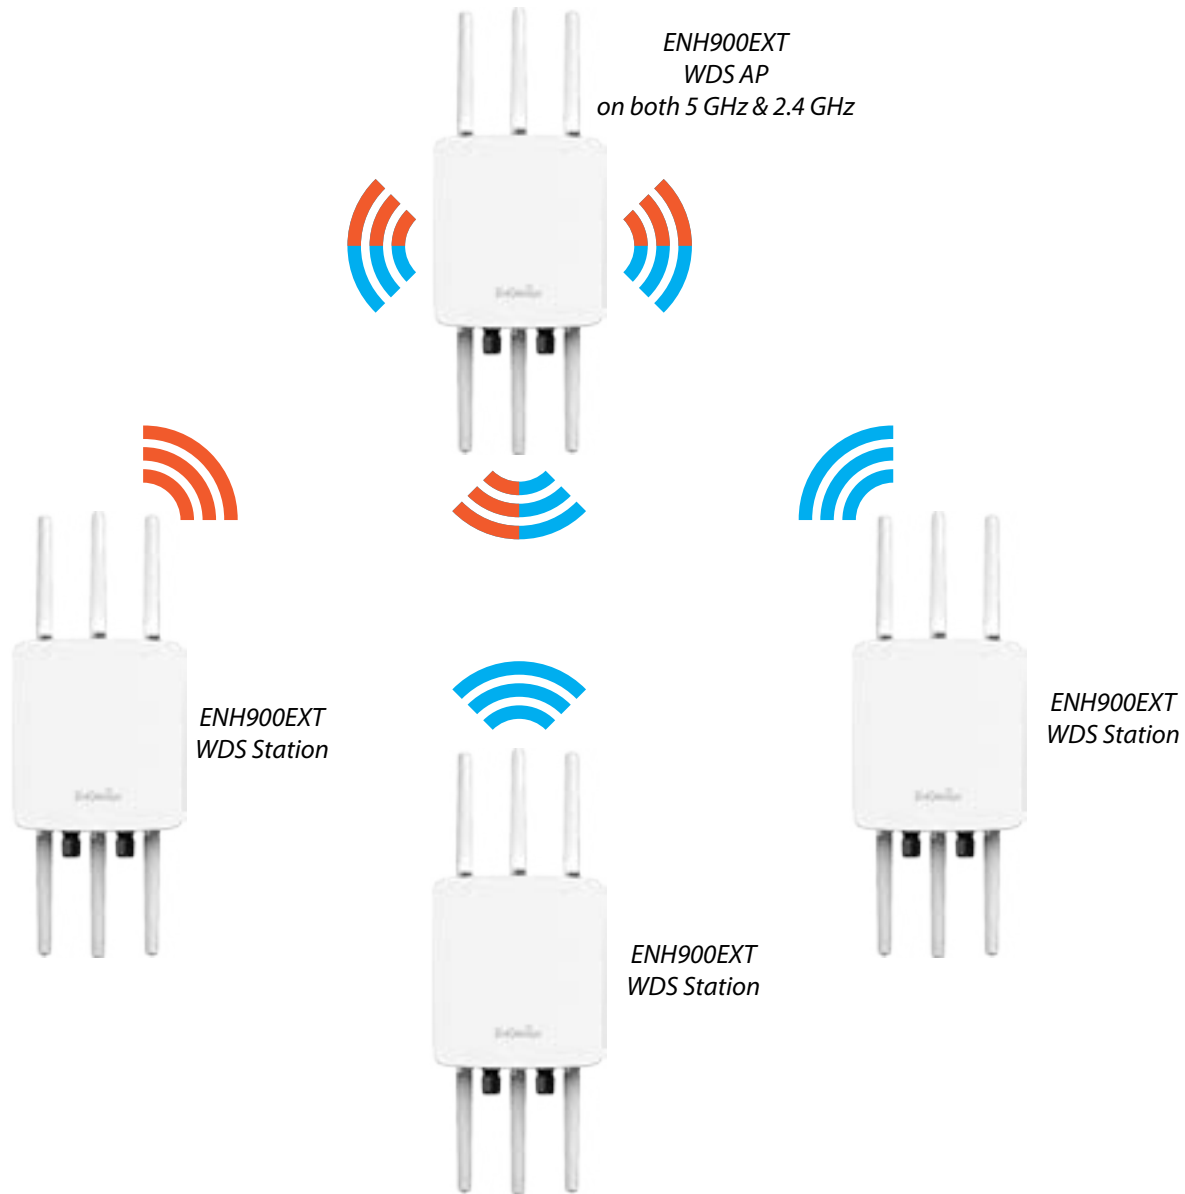 ENH900EXT
WDS AP
on both 5 GHz & 2.4 GHz
ENH900EXT
WDS Station
ENH900EXT
WDS Station
ENH900EXT
WDS Station